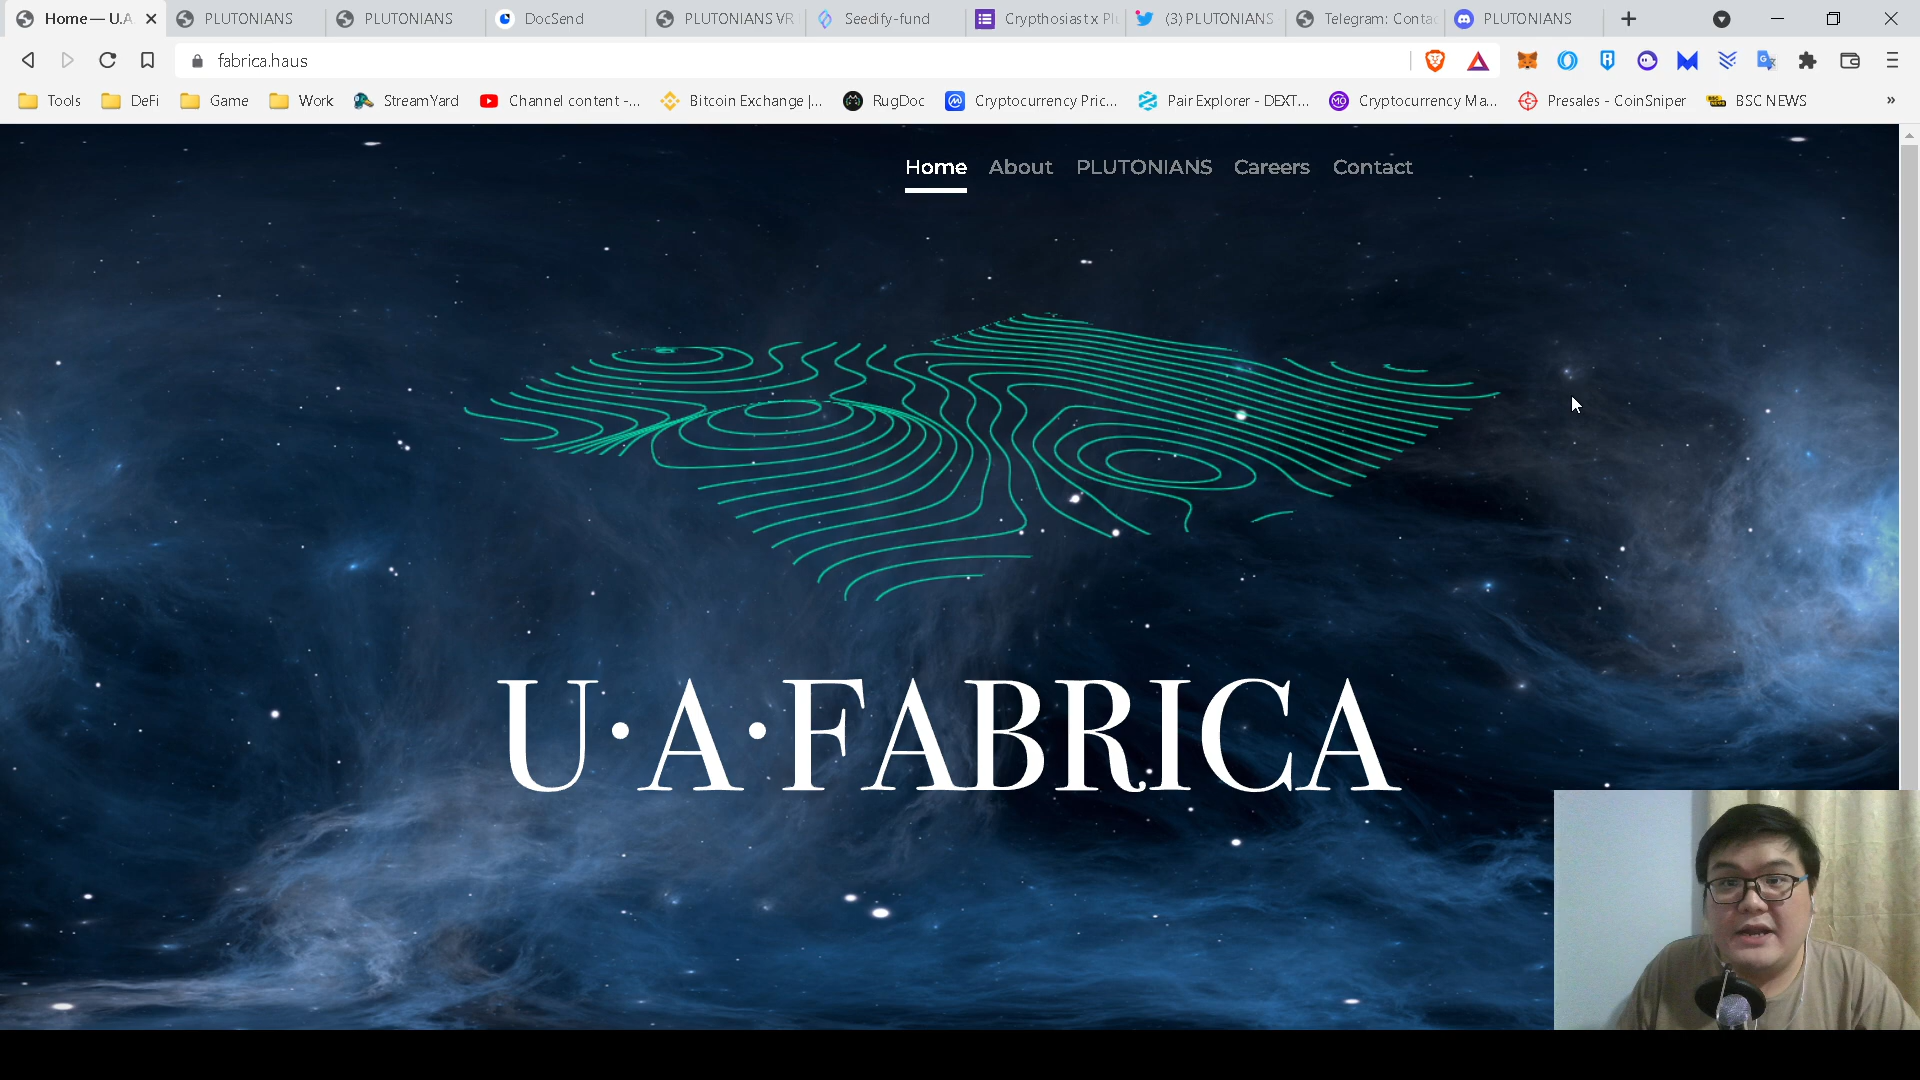 Home — U.A
PLUTONIANS
PLUTONIANS
DocSend
PLUTONIANS VR
Seedify-fund
Crypthosiast x Plu
(3) PLUTONIANS
Telegram: Contac
PLUTONIANS
fabrica.haus
Tools
DeFi
Game
Work
StreamYard
Channel content -...
Bitcoin Exchange |...
RugDoc
Cryptocurrency Pric...
Pair Explorer - DEXT...
Cryptocurrency Ma...
Presales - CoinSniper
BSC NEWS
»
Home
About
PLUTONIANS
Careers
Contact
U·A·FABRICA